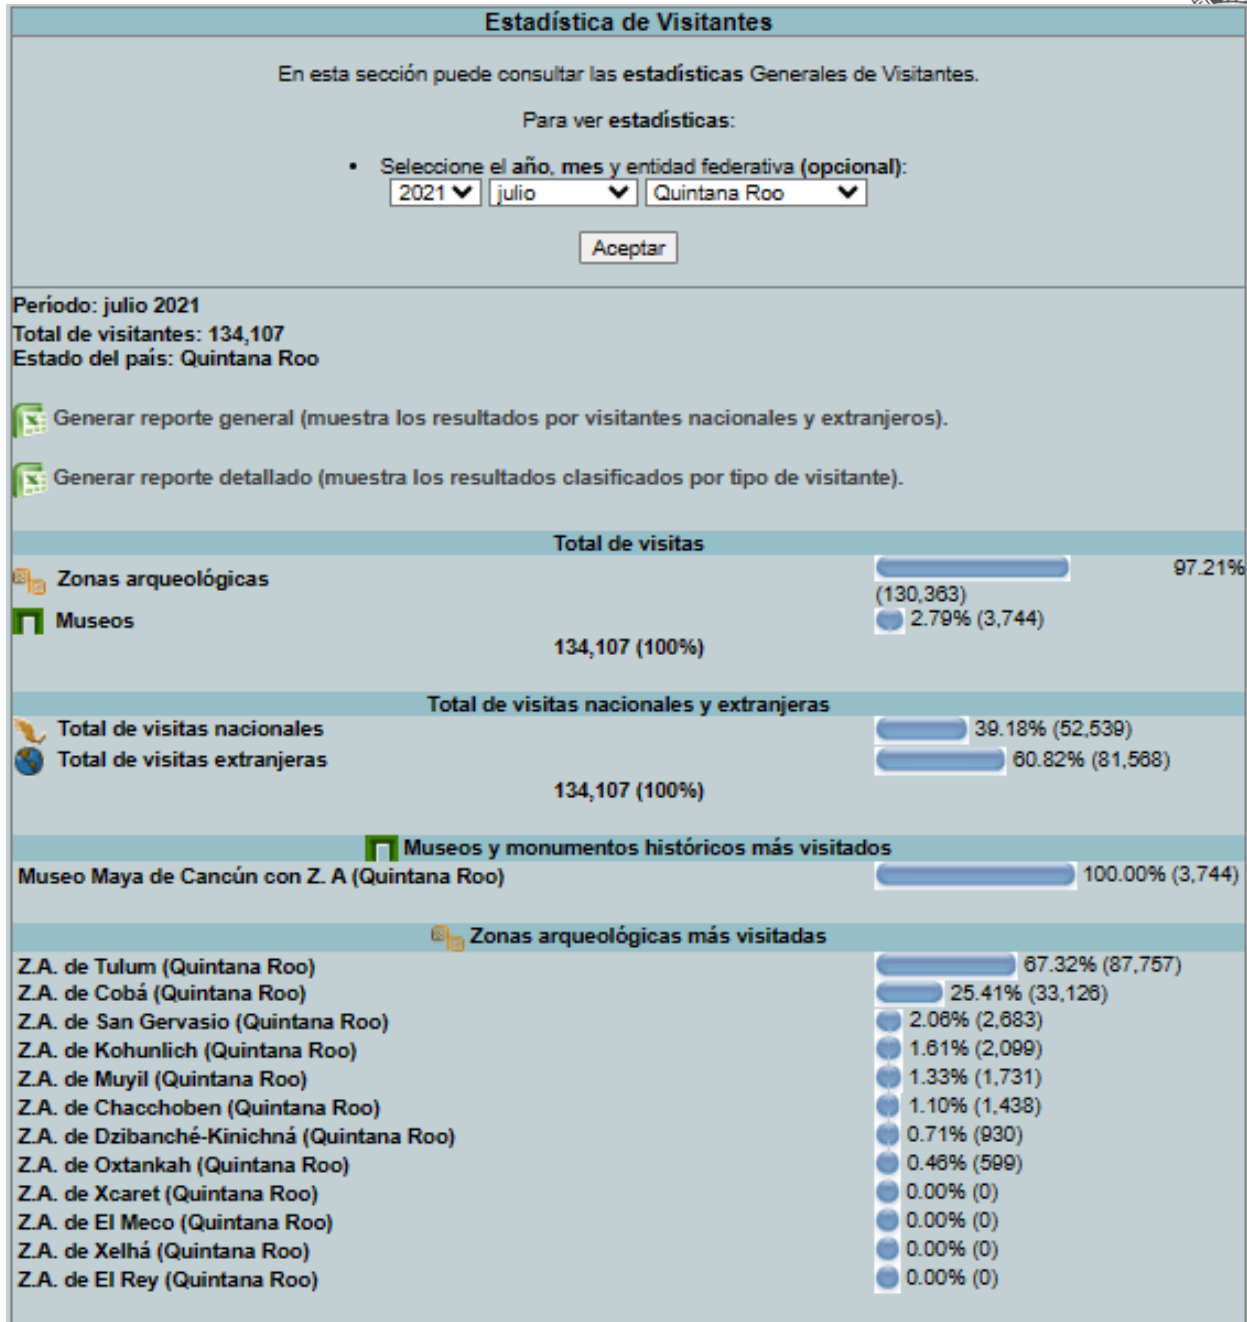 Estadística de Visitantes
En esta sección puede consultar las estadísticas Generales de Visitantes.
Para ver estadísticas:
• Seleccione el año, mes y entidad federativa (opcional):
2021 julio Quintana Roo
Aceptar
Período: julio 2021
Total de visitantes: 134,107
Estado del país: Quintana Roo
Generar reporte general (muestra los resultados por visitantes nacionales y extranjeros).
Generar reporte detallado (muestra los resultados clasificados por tipo de visitante).
Total de visitas
Zonas arqueológicas 97.21%
(130,363)
Museos 2.79% (3,744)
134,107 (100%)
Total de visitas nacionales y extranjeras
Total de visitas nacionales 39.18% (52,539)
Total de visitas extranjeras 60.82% (81,568)
134,107 (100%)
Museos y monumentos históricos más visitados
Museo Maya de Cancún con Z. A (Quintana Roo) 100.00% (3,744)
Zonas arqueológicas más visitadas
Z.A. de Tulum (Quintana Roo) 67.32% (87,757)
Z.A. de Cobá (Quintana Roo) 25.41% (33,126)
Z.A. de San Gervasio (Quintana Roo) 2.06% (2,683)
Z.A. de Kohunlich (Quintana Roo) 1.61% (2,099)
Z.A. de Muyil (Quintana Roo) 1.33% (1,731)
Z.A. de Chacchoben (Quintana Roo) 1.10% (1,438)
Z.A. de Dzibanché-Kinichná (Quintana Roo) 0.71% (930)
Z.A. de Oxtankah (Quintana Roo) 0.46% (599)
Z.A. de Xcaret (Quintana Roo) 0.00% (0)
Z.A. de El Meco (Quintana Roo) 0.00% (0)
Z.A. de Xelhá (Quintana Roo) 0.00% (0)
Z.A. de El Rey (Quintana Roo) 0.00% (0)